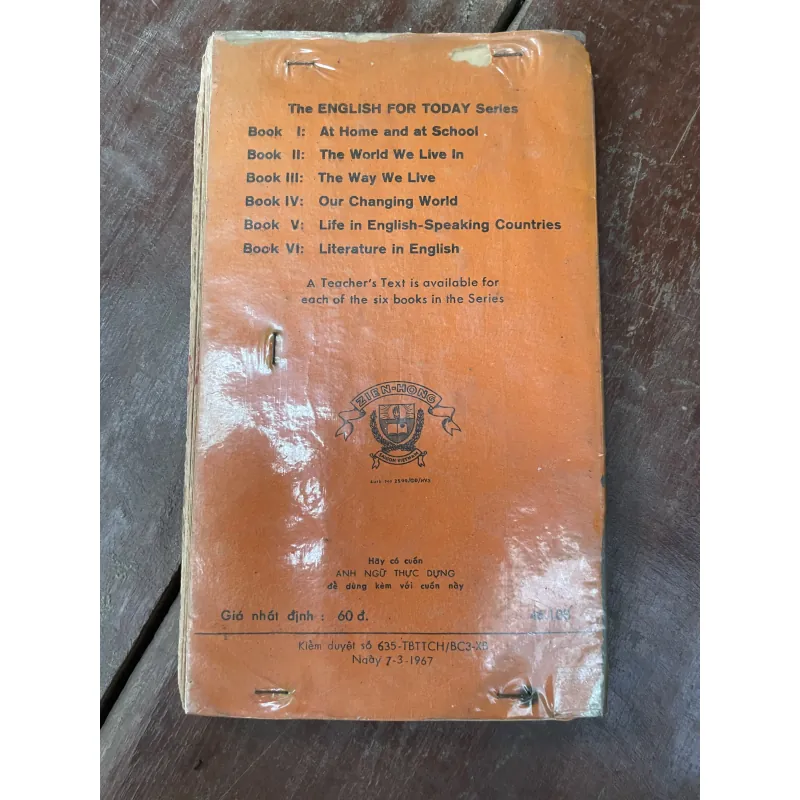 The ENGLISH FOR TODAY Series
Book I: At Home and at School
Book II: The World We Live In
Book III: The Way We Live
Book IV: Our Changing World
Book V: Life in English-Speaking Countries
Book VI: Literature in English
A Teacher's Text is available for
each of the six books in the Series
ZIEN-HONG
SAIGON-VIETNAM
Hãy có cuốn
ANH NGỮ THỰC DỤNG
để dùng kèm với cuốn này
Giá nhất định : 60 đ.
Kiểm duyệt số 635-TBTTCH/BC3-XB
Ngày 7-3-1967